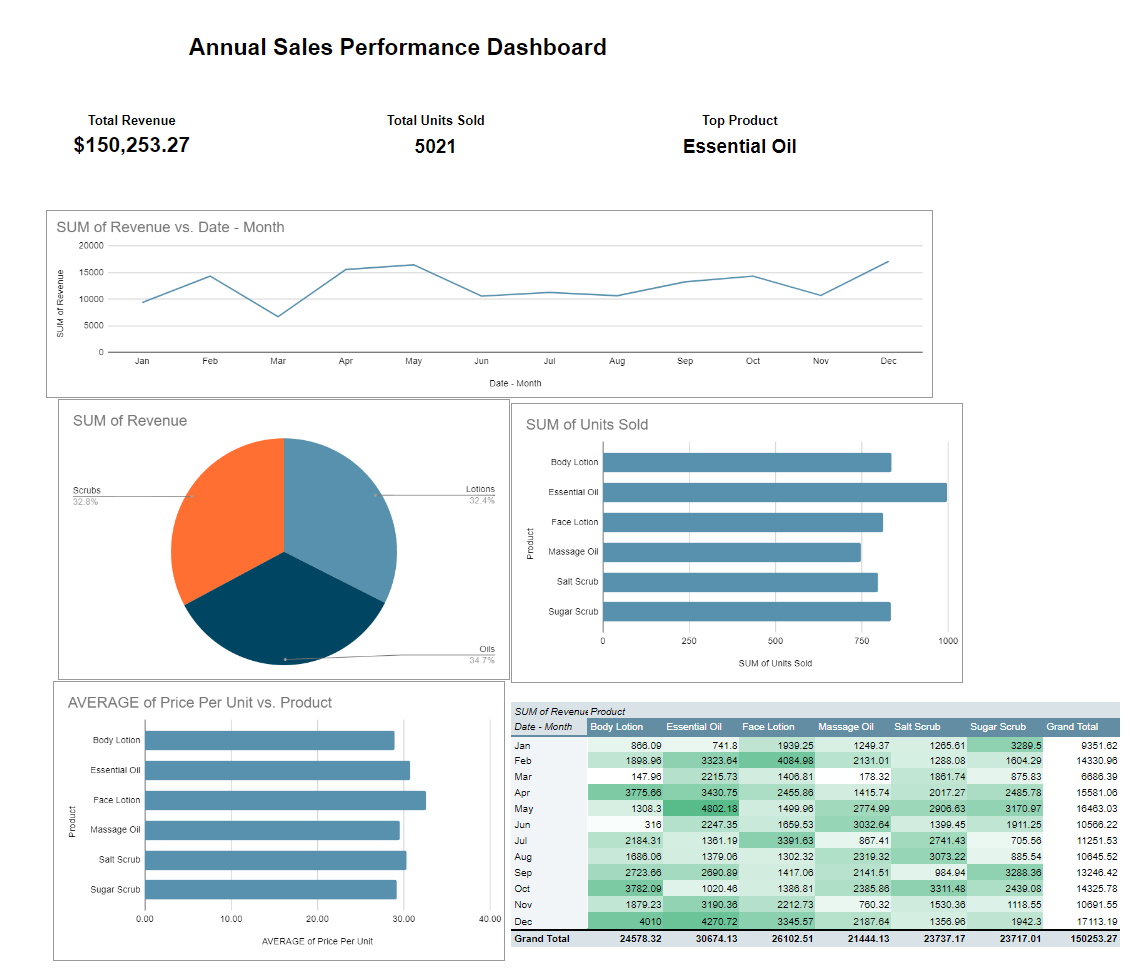 Annual Sales Performance Dashboard
Total Revenue Total Units Sold Top Product
$150,253.27 5021 Essential Oil
SUM of Revenue vs. Date - Month
SUM of Revenue
20000
15000
10000
5000
0
Jan Feb Mar Apr May Jun Jul Aug Sep Oct Nov Dec
Date - Month
SUM of Revenue
Scrubs
32.8%
Lotions
32.4%
Oils
34.7%
SUM of Units Sold
Product
Body Lotion
Essential Oil
Face Lotion
Massage Oil
Salt Scrub
Sugar Scrub
0 250 500 750 1000
SUM of Units Sold
AVERAGE of Price Per Unit vs. Product
Product
Body Lotion
Essential Oil
Face Lotion
Massage Oil
Salt Scrub
Sugar Scrub
0.00 10.00 20.00 30.00 40.00
AVERAGE of Price Per Unit
SUM of Revenue Product
Date - Month Body Lotion Essential Oil Face Lotion Massage Oil Salt Scrub Sugar Scrub Grand Total
Jan 866.09 741.8 1939.25 1249.37 1265.61 3289.5 9351.62
Feb 1898.96 3323.64 4084.98 2131.01 1288.08 1604.29 14330.96
Mar 147.96 2215.73 1406.81 178.32 1861.74 875.83 6686.39
Apr 3775.66 3430.75 2455.86 1415.74 2017.27 2485.78 15581.06
May 1308.3 4802.18 1499.96 2774.99 2906.63 3170.97 16463.03
Jun 316 2247.35 1659.53 3032.64 1399.45 1911.25 10566.22
Jul 2184.31 1361.19 3391.63 867.41 2741.43 705.56 11251.53
Aug 1686.06 1379.06 1302.32 2319.32 3073.22 885.54 10645.52
Sep 2723.66 2690.89 1417.06 2141.51 984.94 3288.36 13246.42
Oct 3782.09 1020.46 1386.81 2385.86 3311.48 2439.08 14325.78
Nov 1879.23 3190.36 2212.73 760.32 1530.36 1118.55 10691.55
Dec 4010 4270.72 3345.57 2187.64 1356.96 1942.3 17113.19
Grand Total 24578.32 30674.13 26102.51 21444.13 23737.17 23717.01 150253.27